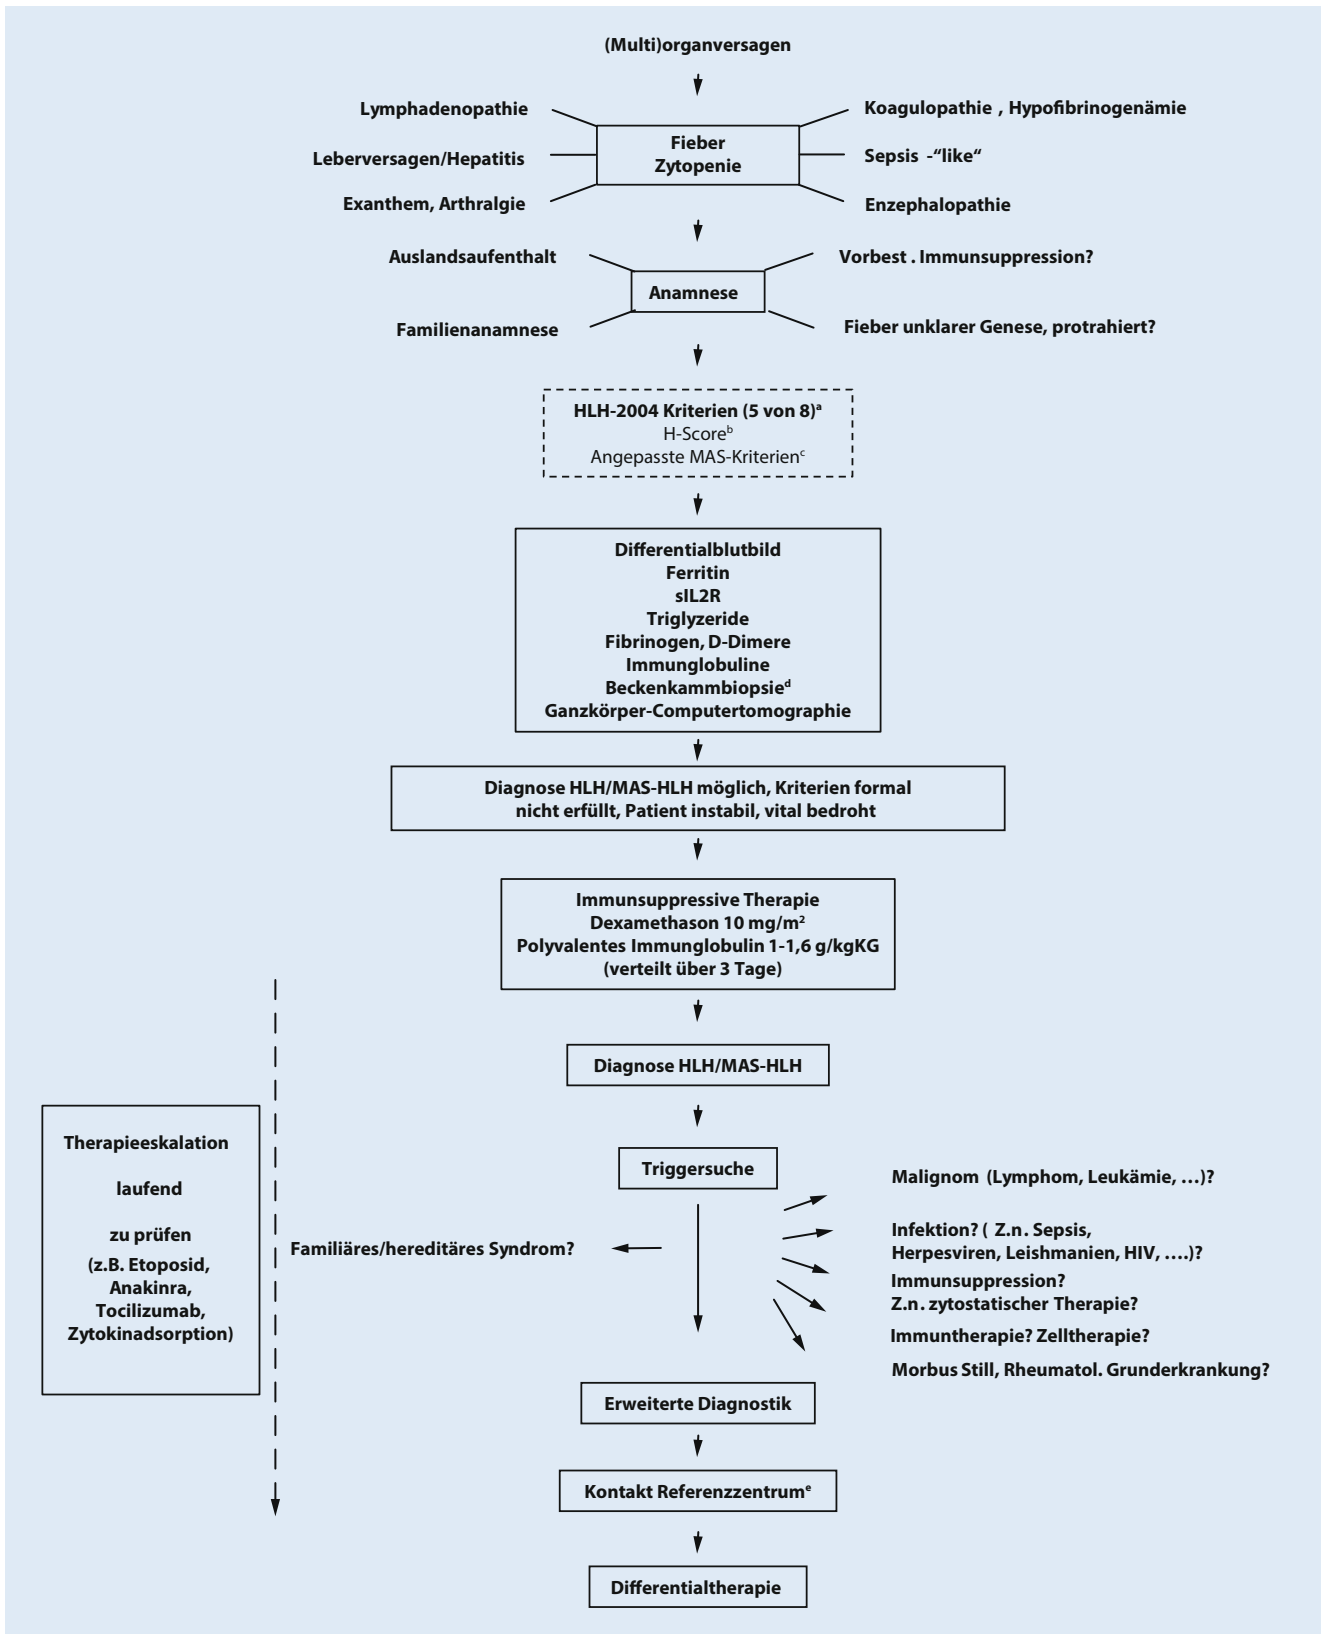 (Multi)organversagen
Lymphadenopathie
Leberversagen/Hepatitis
Exanthem, Arthralgie
Fieber
Zytopenie
Koagulopathie , Hypofibrinogenämie
Sepsis -“like“
Enzephalopathie
Auslandsaufenthalt
Familienanamnese
Anamnese
Vorbest . Immunsuppression?
Fieber unklarer Genese, protrahiert?
HLH-2004 Kriterien (5 von 8)ᵃ
H-Scoreᵇ
Angepasste MAS-Kriterienᶜ
Differentialblutbild
Ferritin
sIL2R
Triglyzeride
Fibrinogen, D-Dimere
Immunglobuline
Beckenkammbiopsieᵈ
Ganzkörper-Computertomographie
Diagnose HLH/MAS-HLH möglich, Kriterien formal
nicht erfüllt, Patient instabil, vital bedroht
Immunsuppressive Therapie
Dexamethason 10 mg/m²
Polyvalentes Immunglobulin 1-1,6 g/kgKG
(verteilt über 3 Tage)
Diagnose HLH/MAS-HLH
Therapieeskalation
laufend
zu prüfen
(z.B. Etoposid,
Anakinra,
Tocilizumab,
Zytokinadsorption)
Triggersuche
Familiäres/hereditäres Syndrom?
Malignom (Lymphom, Leukämie, …)?
Infektion? ( Z.n. Sepsis,
Herpesviren, Leishmanien, HIV, ….)?
Immunsuppression?
Z.n. zytostatischer Therapie?
Immuntherapie? Zelltherapie?
Morbus Still, Rheumatol. Grunderkrankung?
Erweiterte Diagnostik
Kontakt Referenzzentrumᵉ
Differentialtherapie